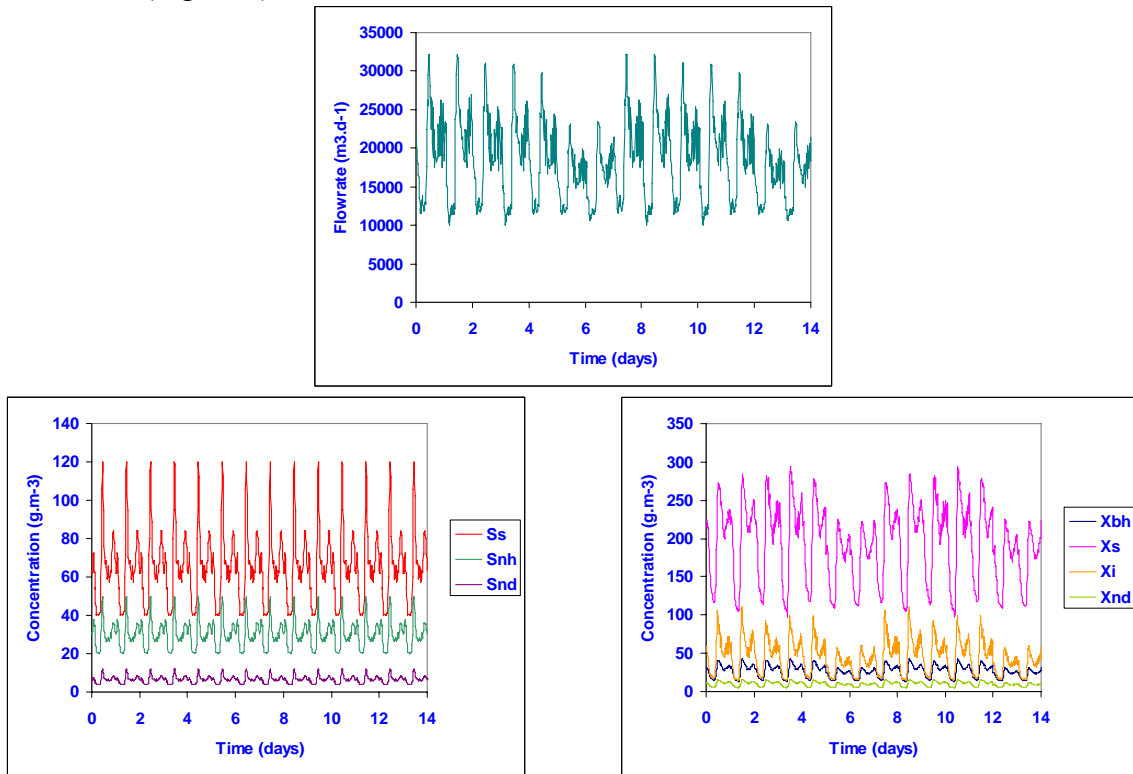 35000
30000
25000
20000
15000
10000
5000
0
Flowrate (m3.d-1)
0 2 4 6 8 10 12 14
Time (days)
140
120
100
80
60
40
20
0
Concentration (g.m-3)
0 2 4 6 8 10 12 14
Time (days)
Ss
Snh
Snd
350
300
250
200
150
100
50
0
Concentration (g.m-3)
0 2 4 6 8 10 12 14
Time (days)
Xbh
Xs
Xi
Xnd